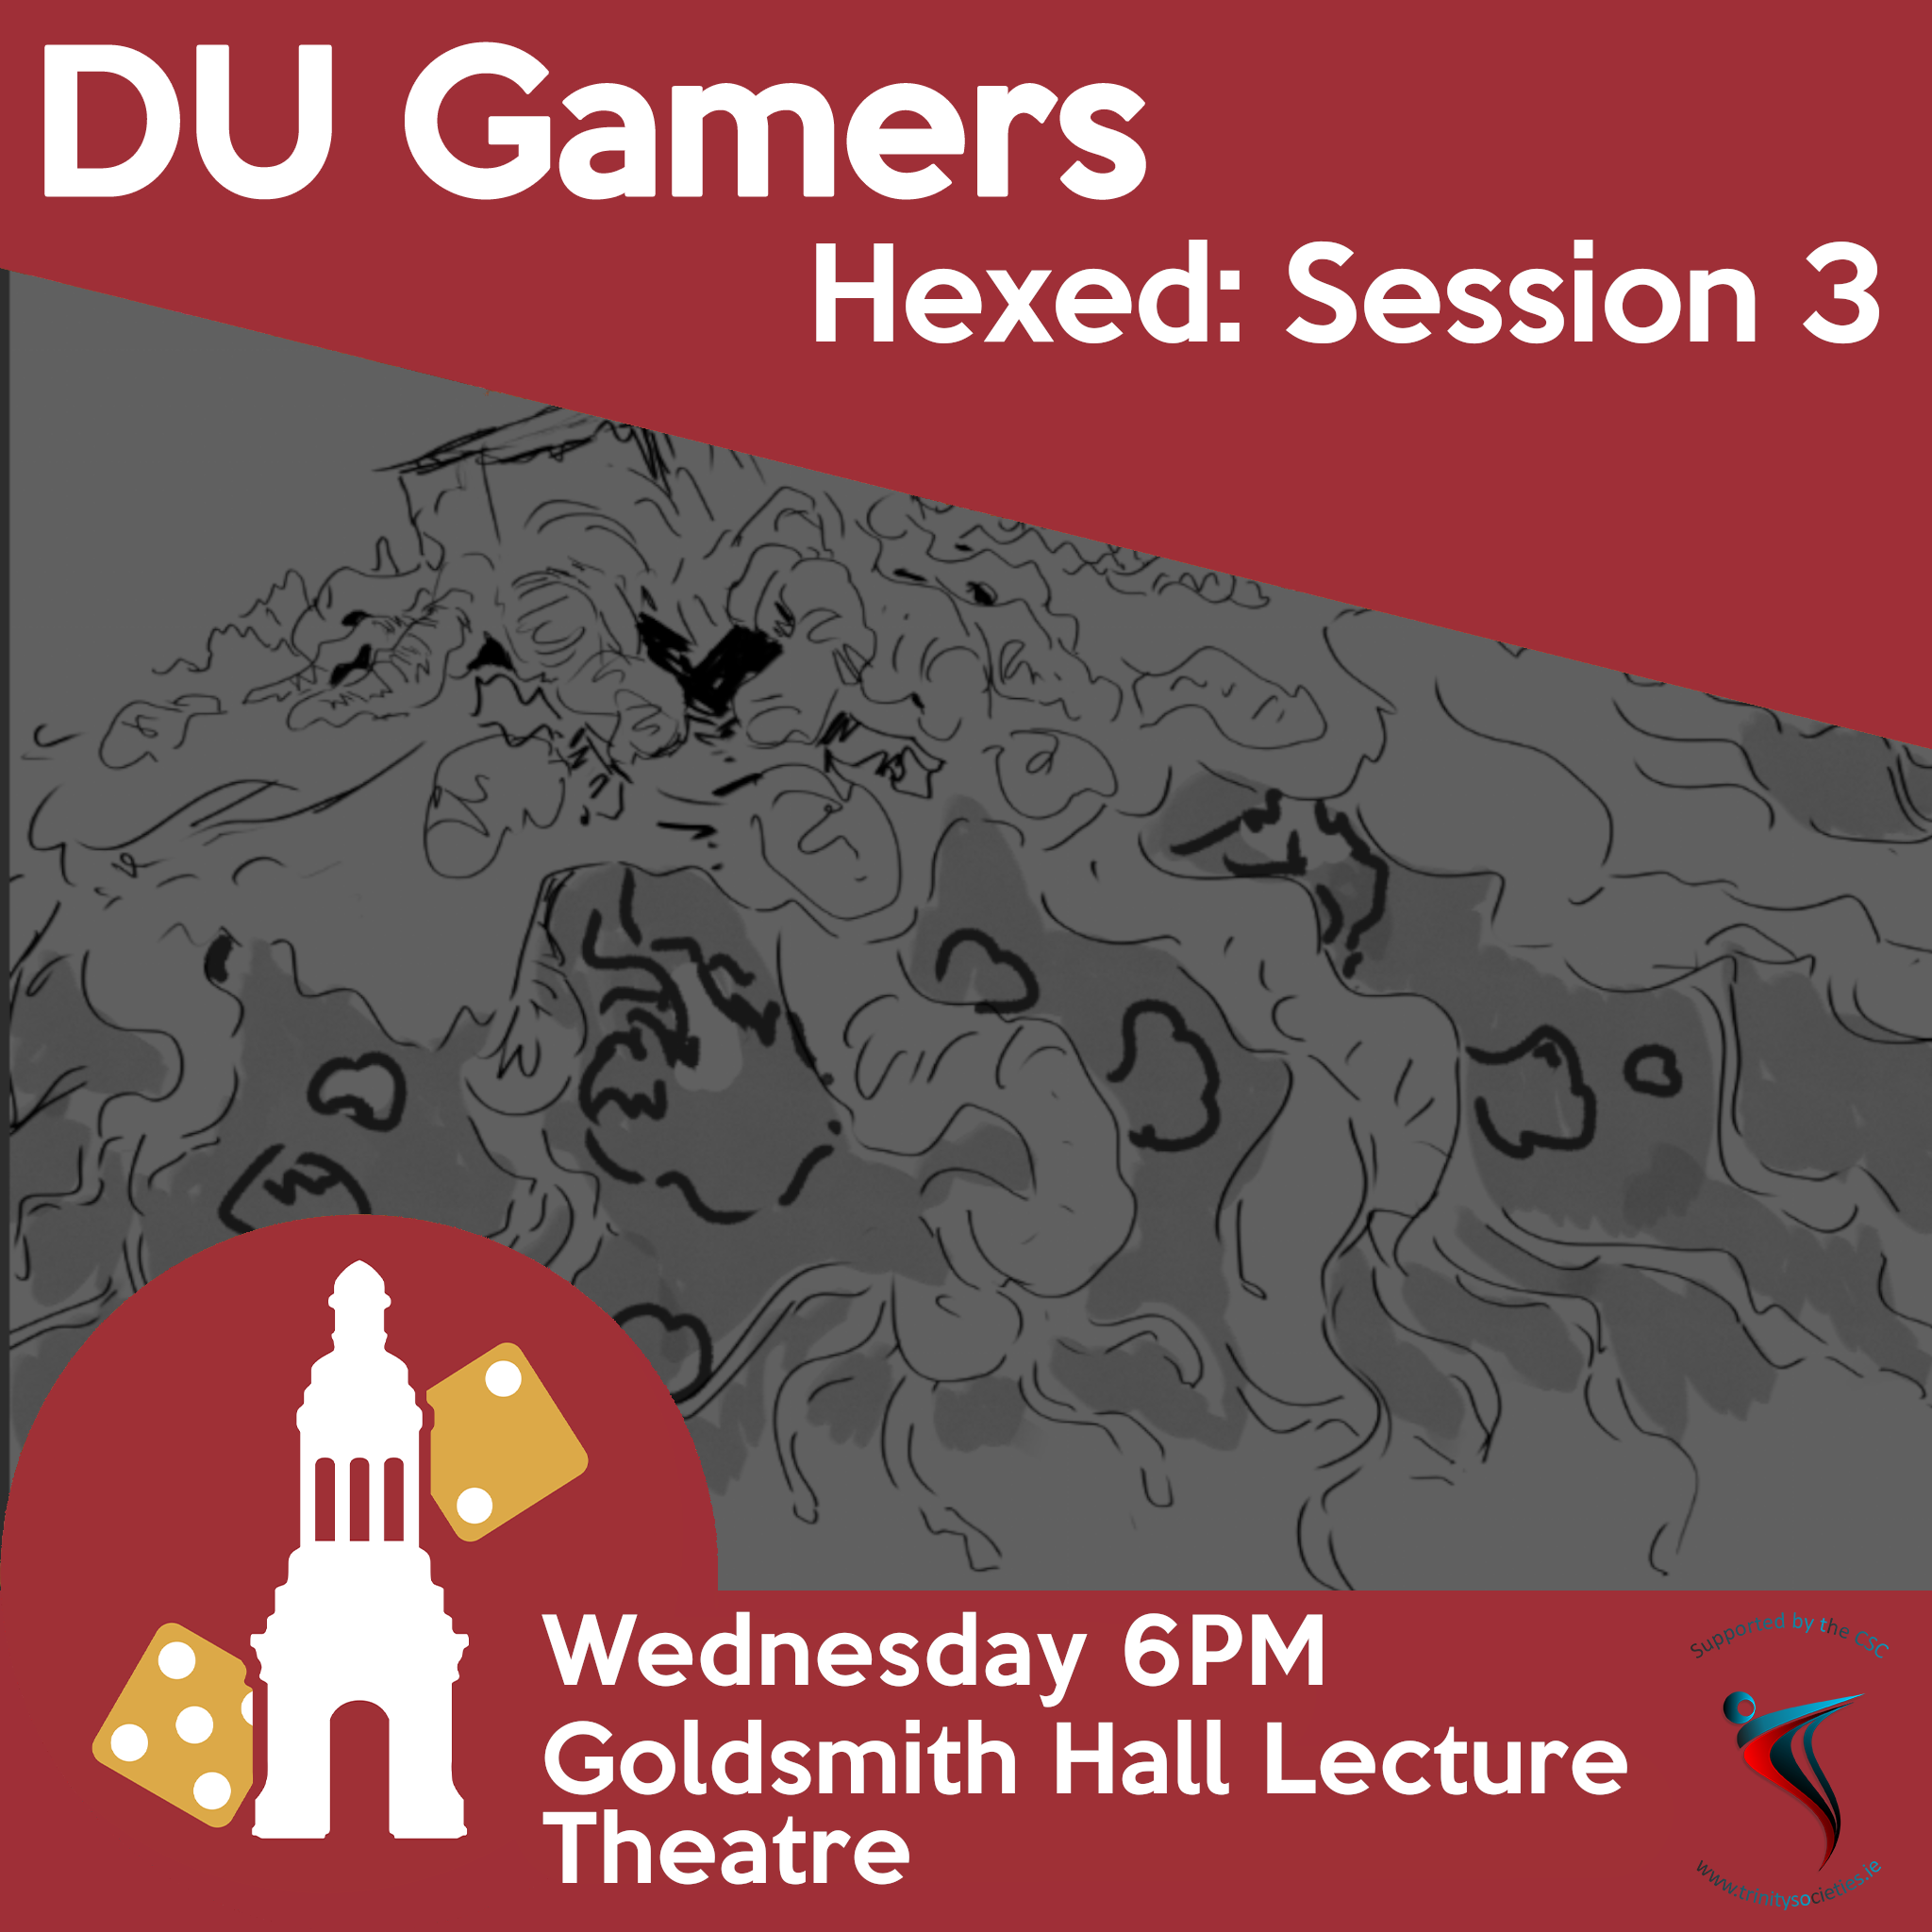 DU Gamers
Hexed: Session 3
Wednesday 6PM
Goldsmith Hall Lecture
Theatre
Supported by the CSC
www.trinitysocieties.ie